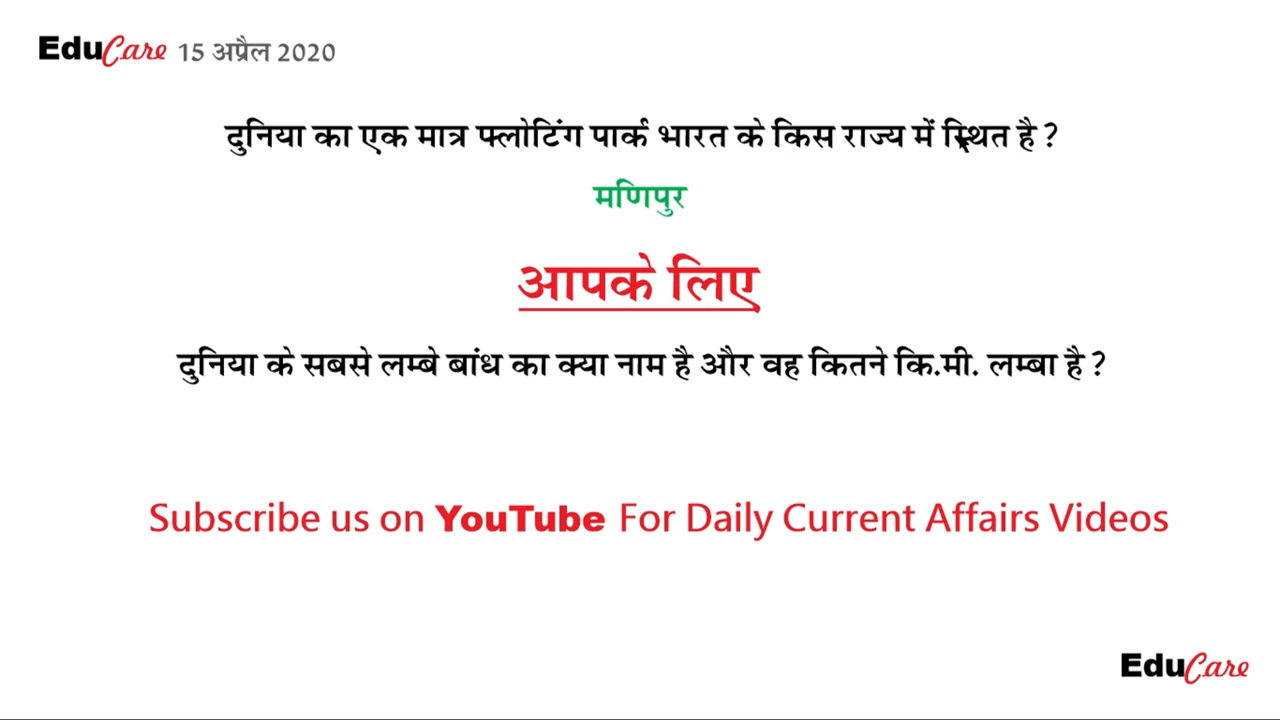 EduCare 15 अप्रैल 2020
दुनिया का एक मात्र फ्लोटिंग पार्क भारत के किस राज्य में स्थित है ?
मणिपुर
आपके लिए
दुनिया के सबसे लम्बे बांध का क्या नाम है और वह कितने कि.मी. लम्बा है ?
Subscribe us on YouTube For Daily Current Affairs Videos
EduCare